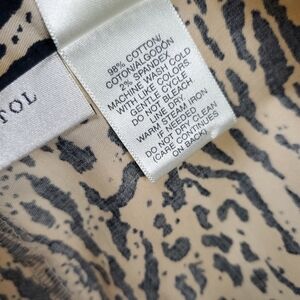 TOL
98% COTTON/
COTON/ALGODÓN
2% SPANDEX
MACHINE WASH COLD
WITH LIKE COLORS.
GENTLE CYCLE
DO NOT BLEACH
LINE DRY
WARM STEAM IRON
IF NEEDED
DO NOT DRY CLEAN
(CARE CONTINUES
ON BACK)